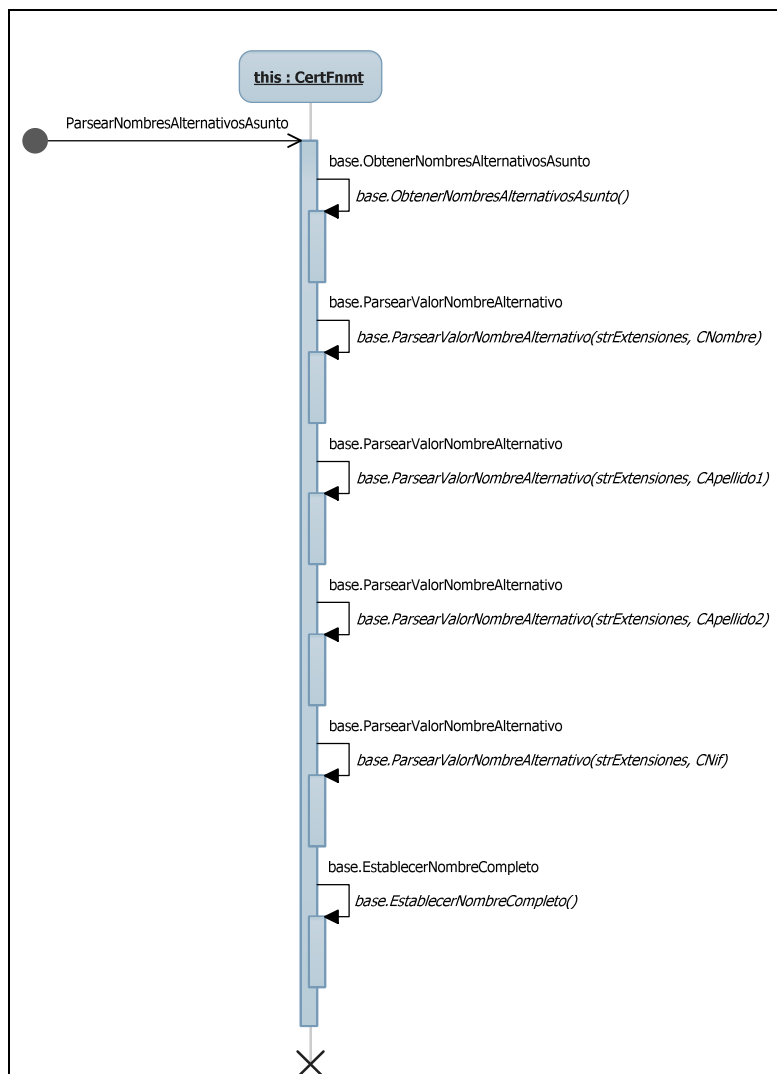 this : CertFnmt
ParsearNombresAlternativosAsunto
base.ObtenerNombresAlternativosAsunto
base.ObtenerNombresAlternativosAsunto()
base.ParsearValorNombreAlternativo
base.ParsearValorNombreAlternativo(strExtensiones, CNombre)
base.ParsearValorNombreAlternativo
base.ParsearValorNombreAlternativo(strExtensiones, CApellido1)
base.ParsearValorNombreAlternativo
base.ParsearValorNombreAlternativo(strExtensiones, CApellido2)
base.ParsearValorNombreAlternativo
base.ParsearValorNombreAlternativo(strExtensiones, CNif)
base.EstablecerNombreCompleto
base.EstablecerNombreCompleto()